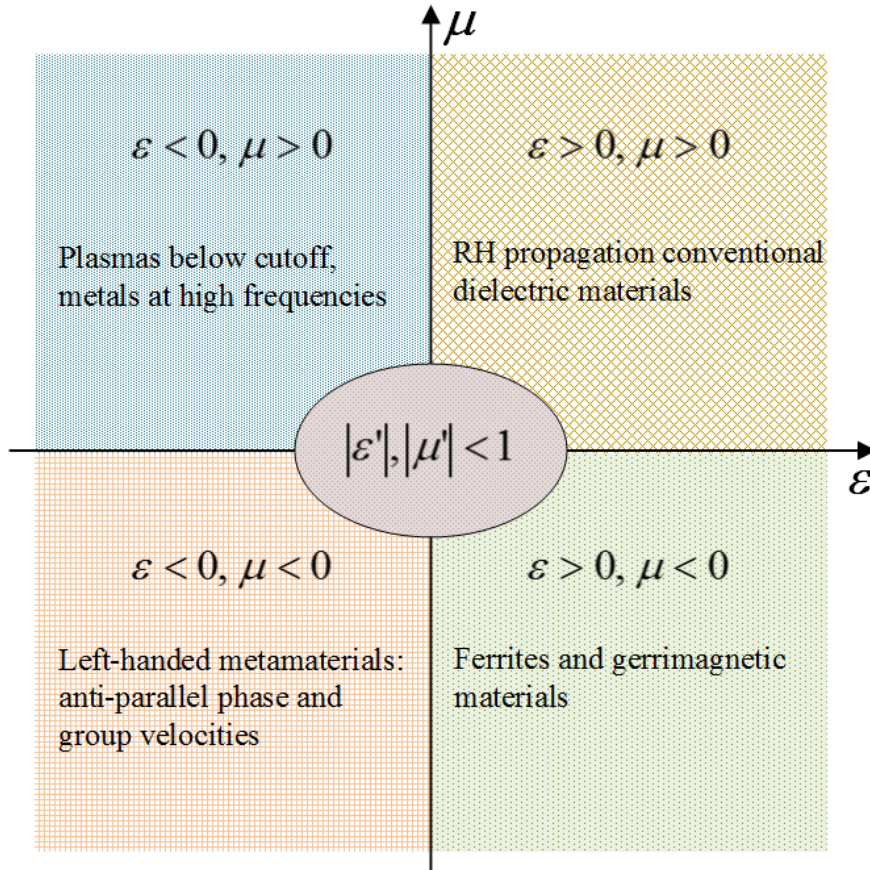 μ
ε < 0, μ > 0
ε > 0, μ > 0
Plasmas below cutoff,
metals at high frequencies
RH propagation conventional
dielectric materials
|ε'|,|μ'| < 1
ε
ε < 0, μ < 0
ε > 0, μ < 0
Left-handed metamaterials:
anti-parallel phase and
group velocities
Ferrites and gerrimagnetic
materials